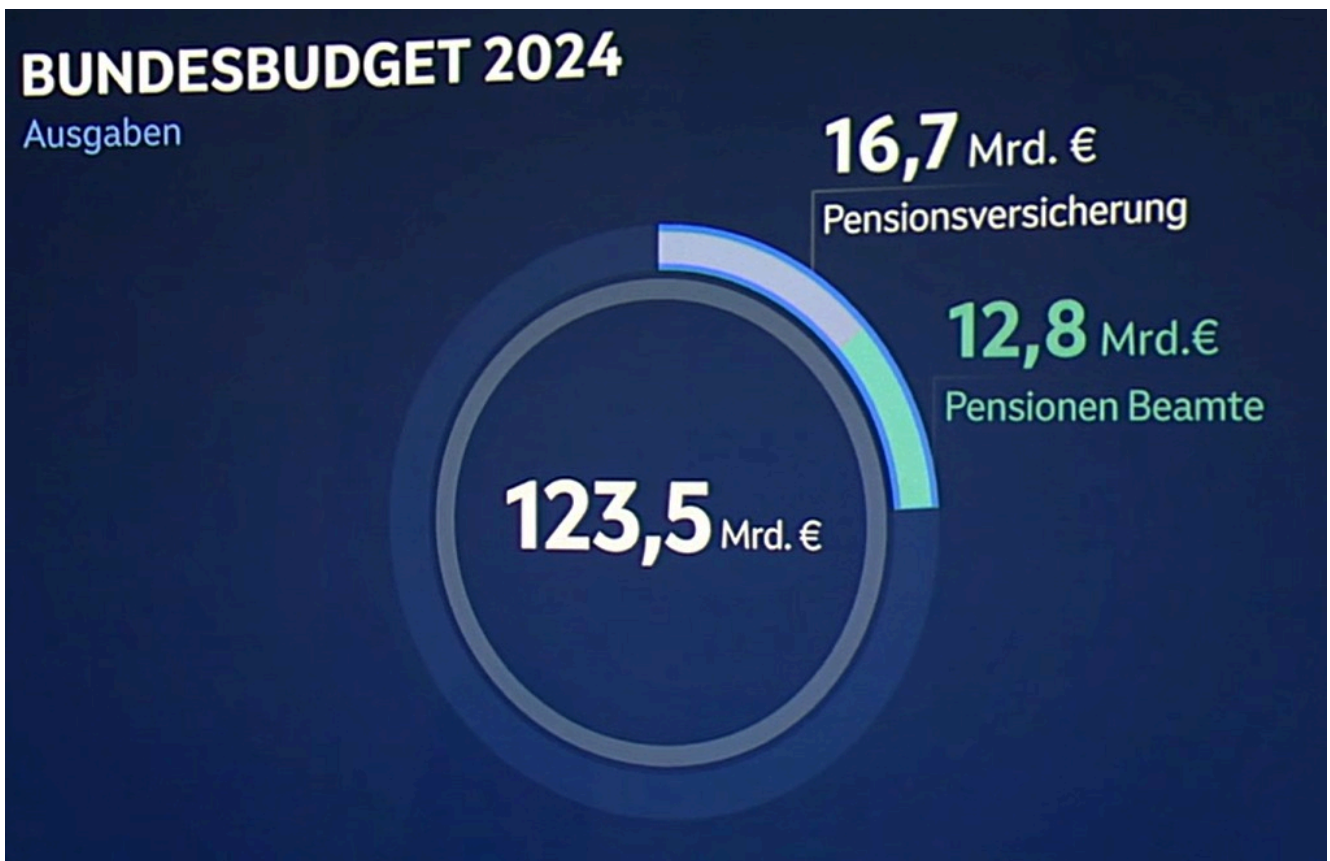 BUNDESBUDGET 2024
Ausgaben
16,7 Mrd. €
Pensionsversicherung
12,8 Mrd.€
Pensionen Beamte
123,5 Mrd. €